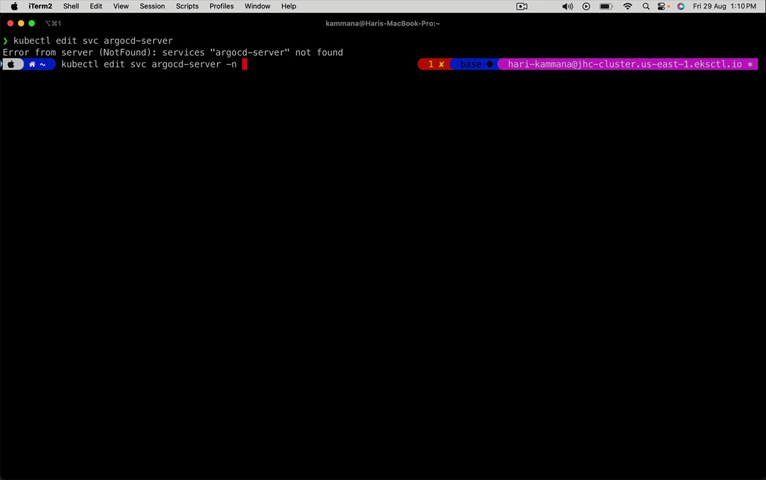 iTerm2 Shell Edit View Session Scripts Profiles Window Help Fri 29 Aug 1:10 PM
⌥⌘1 kammana@Haris-MacBook-Pro:~
❯ kubectl edit svc argocd-server
Error from server (NotFound): services "argocd-server" not found
~ kubectl edit svc argocd-server -n 1 ✘ base hari-kammana@jhc-cluster.us-east-1.eksctl.io